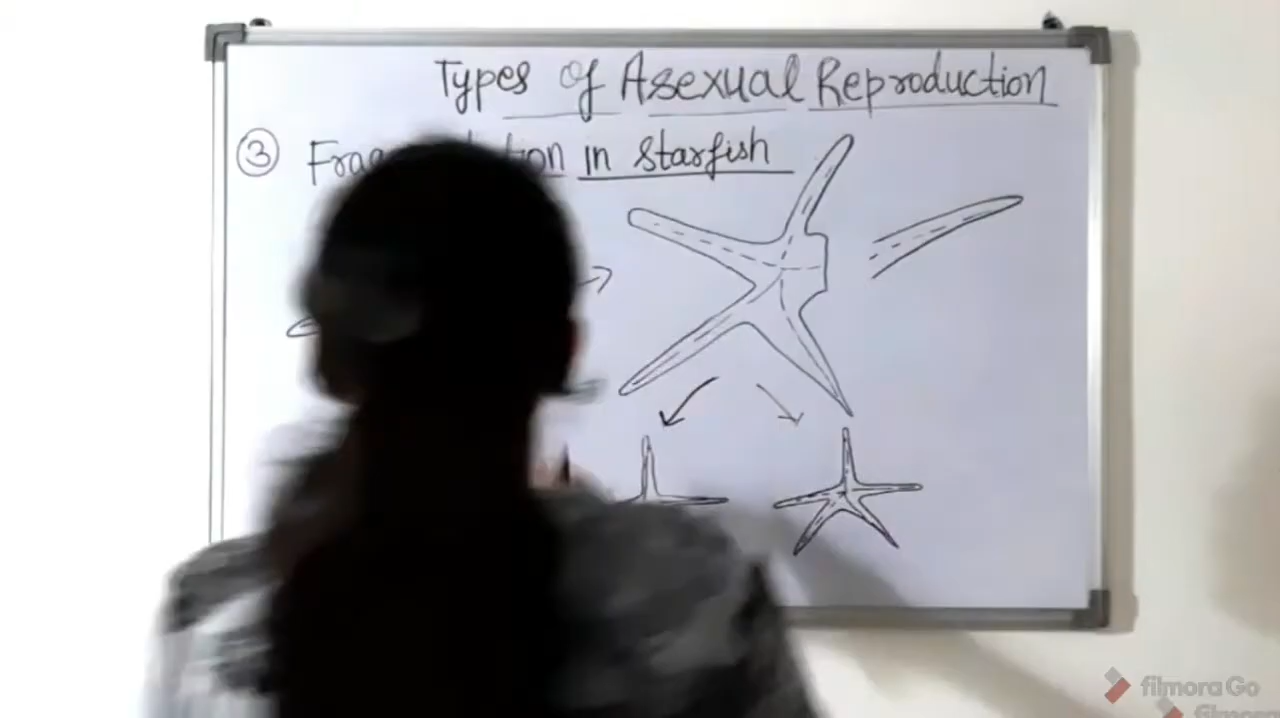 Types of Asexual Reproduction
③ in starfish
filmora Go